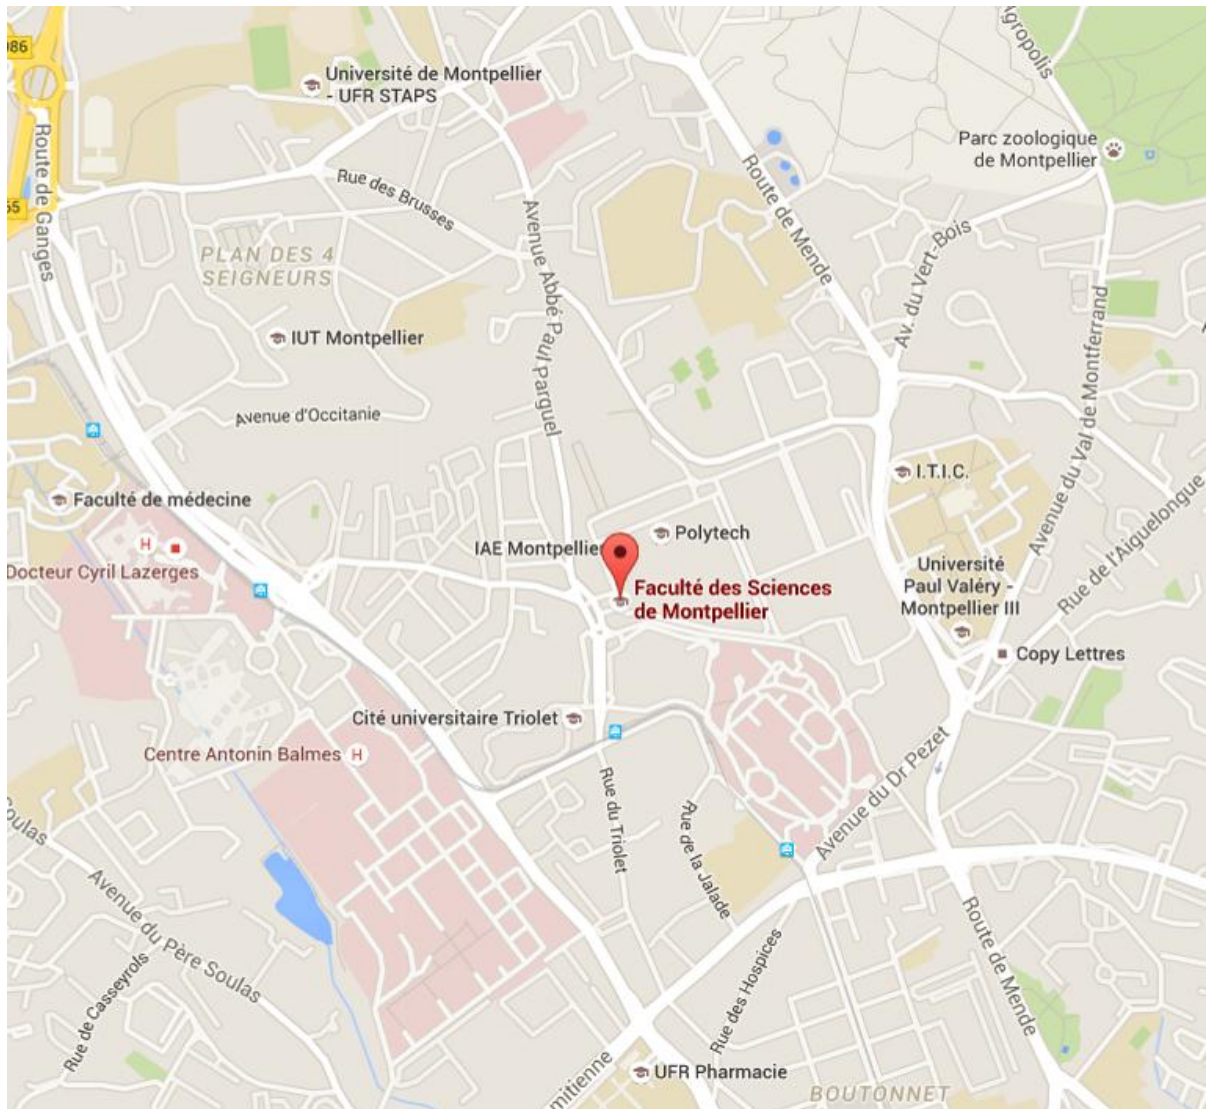 Agropolis
986
Université de Montpellier
- UFR STAPS
Route de Ganges
Parc zoologique
de Montpellier
Route de Mende
Rue des Brusses
65
Avenue Abbé Paul Parguel
Av. du Vert-Bois
PLAN DES 4
SEIGNEURS
Avenue du Val de Montferrand
IUT Montpellier
Avenue d'Occitanie
I.T.I.C.
Faculté de médecine
Rue de l'Aiguelongue
Polytech
IAE Montpellier
H
Docteur Cyril Lazerges
Université
Paul Valéry -
Montpellier III
Faculté des Sciences
de Montpellier
Copy Lettres
Cité universitaire Triolet
Centre Antonin Balmes H
Avenue du Dr Pezet
Rue du Triolet
Rue de la Jalade
Soulas
Avenue du Père Soulas
Route de Mende
Rue des Hospices
Rue de Casseyrols
UFR Pharmacie
mitienne
BOUTONNET